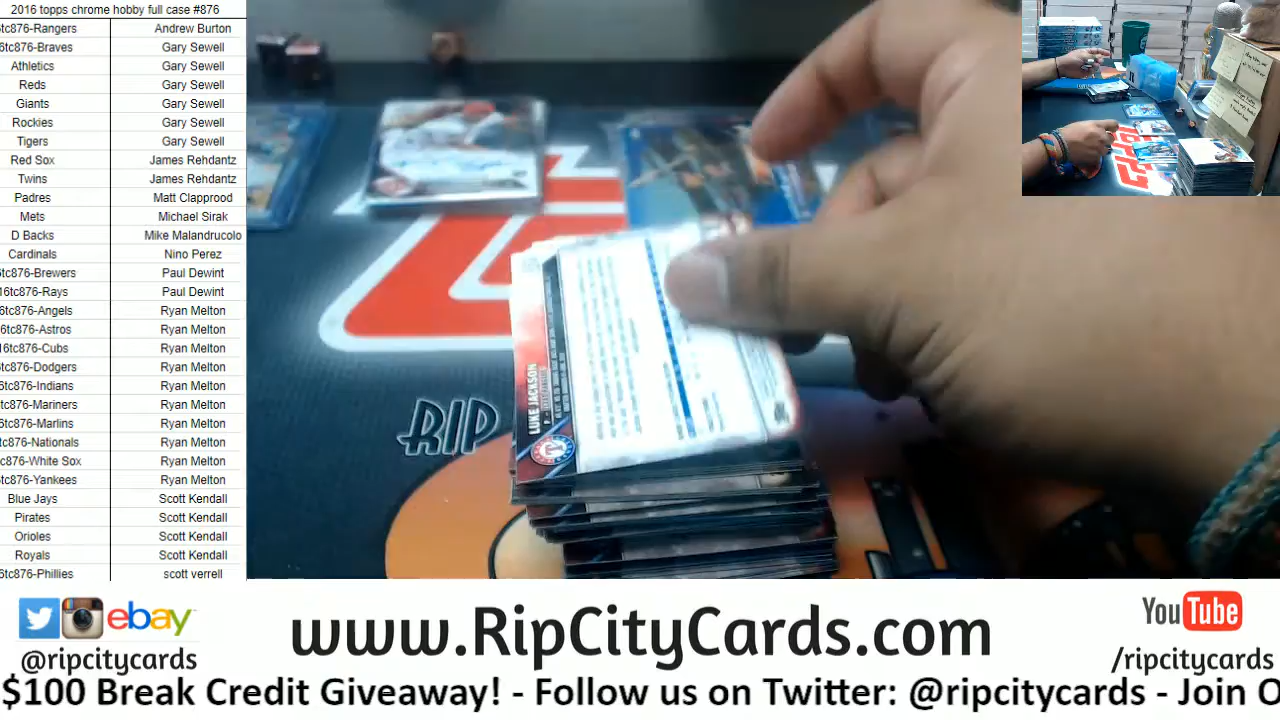 2016 topps chrome hobby full case #876
tc876-Rangers Andrew Burton
6tc876-Braves Gary Sewell
Athletics Gary Sewell
Reds Gary Sewell
Giants Gary Sewell
Rockies Gary Sewell
Tigers Gary Sewell
Red Sox James Rehdantz
Twins James Rehdantz
Padres Matt Clapprood
Mets Michael Sirak
D Backs Mike Malandrucolo
Cardinals Nino Perez
tc876-Brewers Paul Dewint
16tc876-Rays Paul Dewint
6tc876-Angels Ryan Melton
6tc876-Astros Ryan Melton
16tc876-Cubs Ryan Melton
tc876-Dodgers Ryan Melton
6tc876-Indians Ryan Melton
tc876-Mariners Ryan Melton
tc876-Marlins Ryan Melton
tc876-Nationals Ryan Melton
c876-White Sox Ryan Melton
tc876-Yankees Ryan Melton
Blue Jays Scott Kendall
Pirates Scott Kendall
Orioles Scott Kendall
Royals Scott Kendall
6tc876-Phillies scott verrell
LUKE JACKSON
RIP
TOPPS
ebay
@ripcitycards
www.RipCityCards.com
YouTube
/ripcitycards
$100 Break Credit Giveaway! - Follow us on Twitter: @ripcitycards - Join O